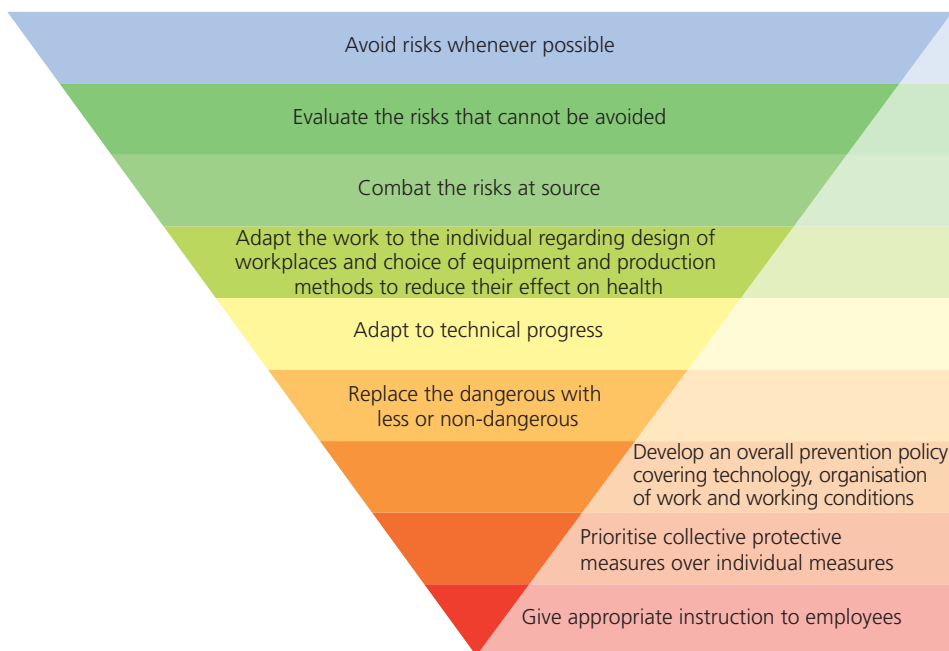 Avoid risks whenever possible
Evaluate the risks that cannot be avoided
Combat the risks at source
Adapt the work to the individual regarding design of
workplaces and choice of equipment and production
methods to reduce their effect on health
Adapt to technical progress
Replace the dangerous with
less or non-dangerous
Develop an overall prevention policy
covering technology, organisation
of work and working conditions
Prioritise collective protective
measures over individual measures
Give appropriate instruction to employees